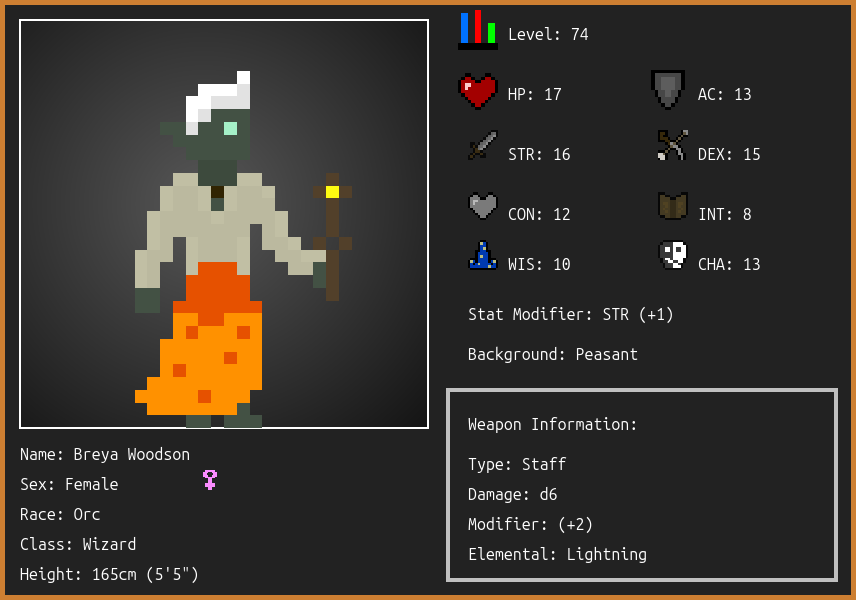 Level: 74
HP: 17
AC: 13
STR: 16
DEX: 15
CON: 12
INT: 8
WIS: 10
CHA: 13
Stat Modifier: STR (+1)
Background: Peasant
Weapon Information:
Type: Staff
Damage: d6
Modifier: (+2)
Elemental: Lightning
Name: Breya Woodson
Sex: Female
Race: Orc
Class: Wizard
Height: 165cm (5'5")